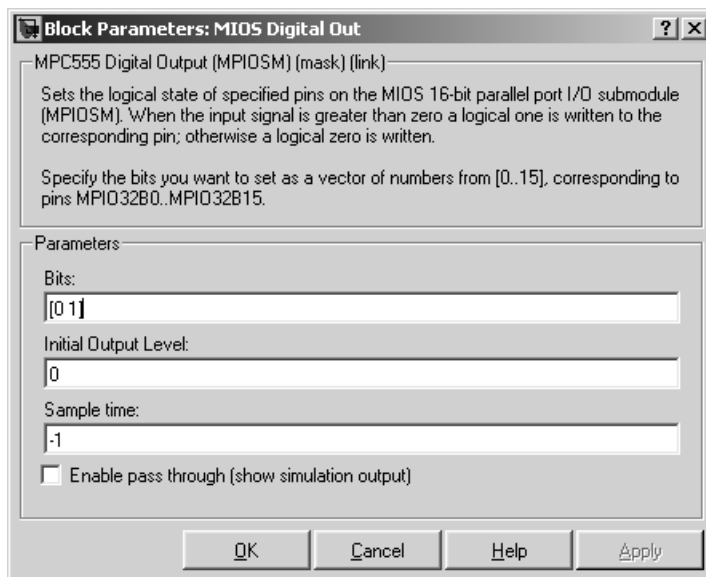 Block Parameters: MIOS Digital Out
MPC555 Digital Output (MPIOSM) (mask) (link)
Sets the logical state of specified pins on the MIOS 16-bit parallel port I/O submodule
(MPIOSM). When the input signal is greater than zero a logical one is written to the
corresponding pin; otherwise a logical zero is written.
Specify the bits you want to set as a vector of numbers from [0..15], corresponding to
pins MPIO32B0..MPIO32B15.
Parameters
Bits:
[0 1]
Initial Output Level:
0
Sample time:
-1
Enable pass through (show simulation output)
OK Cancel Help Apply